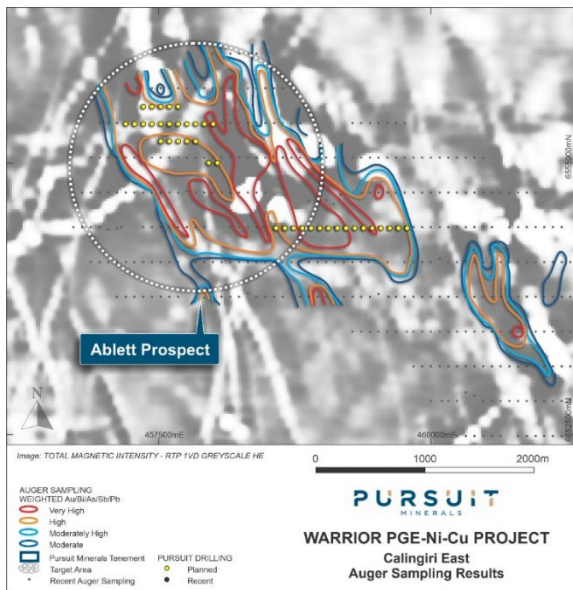 6555000mN
Ablett Prospect
N
6552500mN
457500mE
460000mE
Image: TOTAL MAGNETIC INTENSITY - RTP 1VD GREYSCALE HE
0 1000 2000m
AUGER SAMPLING
WEIGHTED Au/Bi/As/Sb/Pb
Very High
High
Moderately High
Moderate
Pursuit Minerals Tenement
Target Area
Recent Auger Sampling
PURSUIT DRILLING
Planned
Recent
PURSUIT
MINERALS
WARRIOR PGE-Ni-Cu PROJECT
Calingiri East
Auger Sampling Results